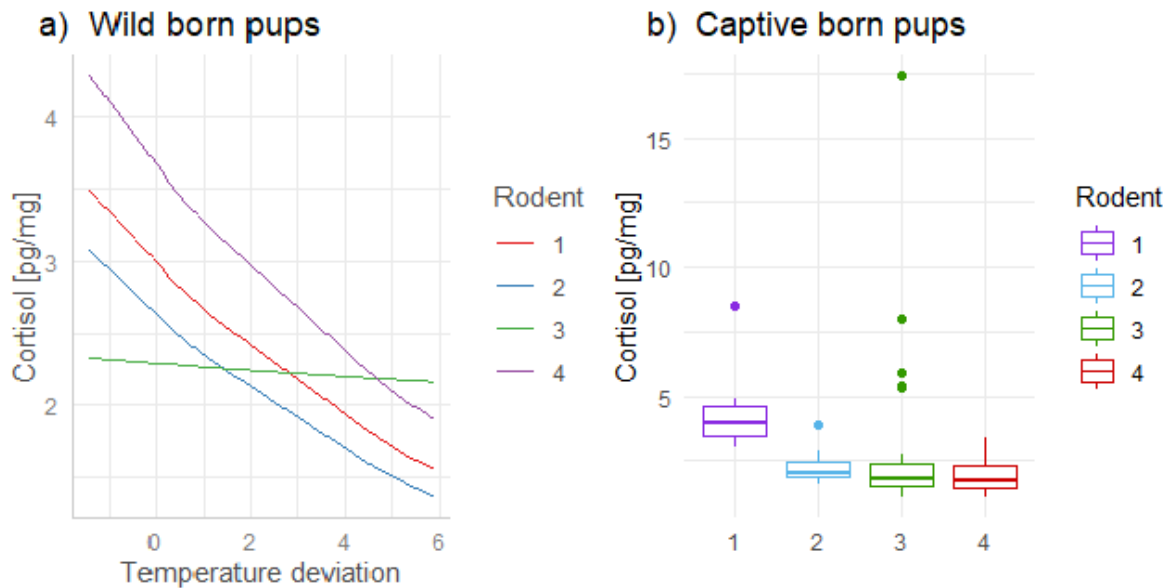 a) Wild born pups
Cortisol [pg/mg]
4
3
2
0 2 4 6
Temperature deviation
Rodent
1
2
3
4
b) Captive born pups
Cortisol [pg/mg]
15
10
5
1 2 3 4
Rodent
1
2
3
4